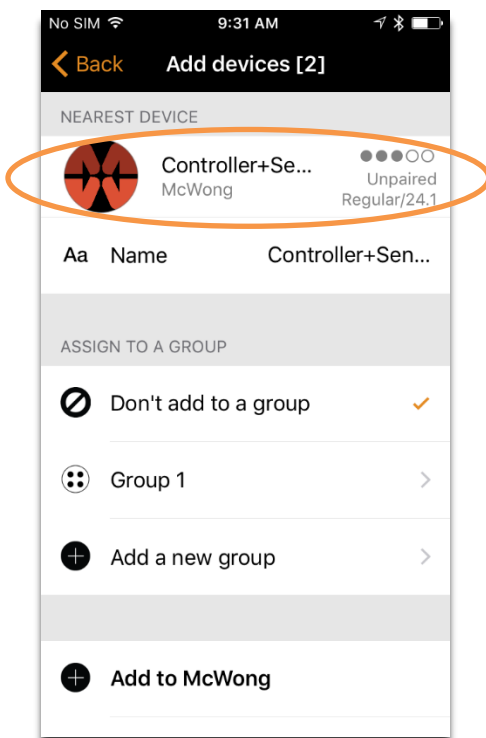 No SIM 9:31 AM
Back Add devices [2]
NEAREST DEVICE
Controller+Se...
McWong
Unpaired
Regular/24.1
Aa Name Controller+Sen...
ASSIGN TO A GROUP
Don't add to a group
Group 1
Add a new group
Add to McWong